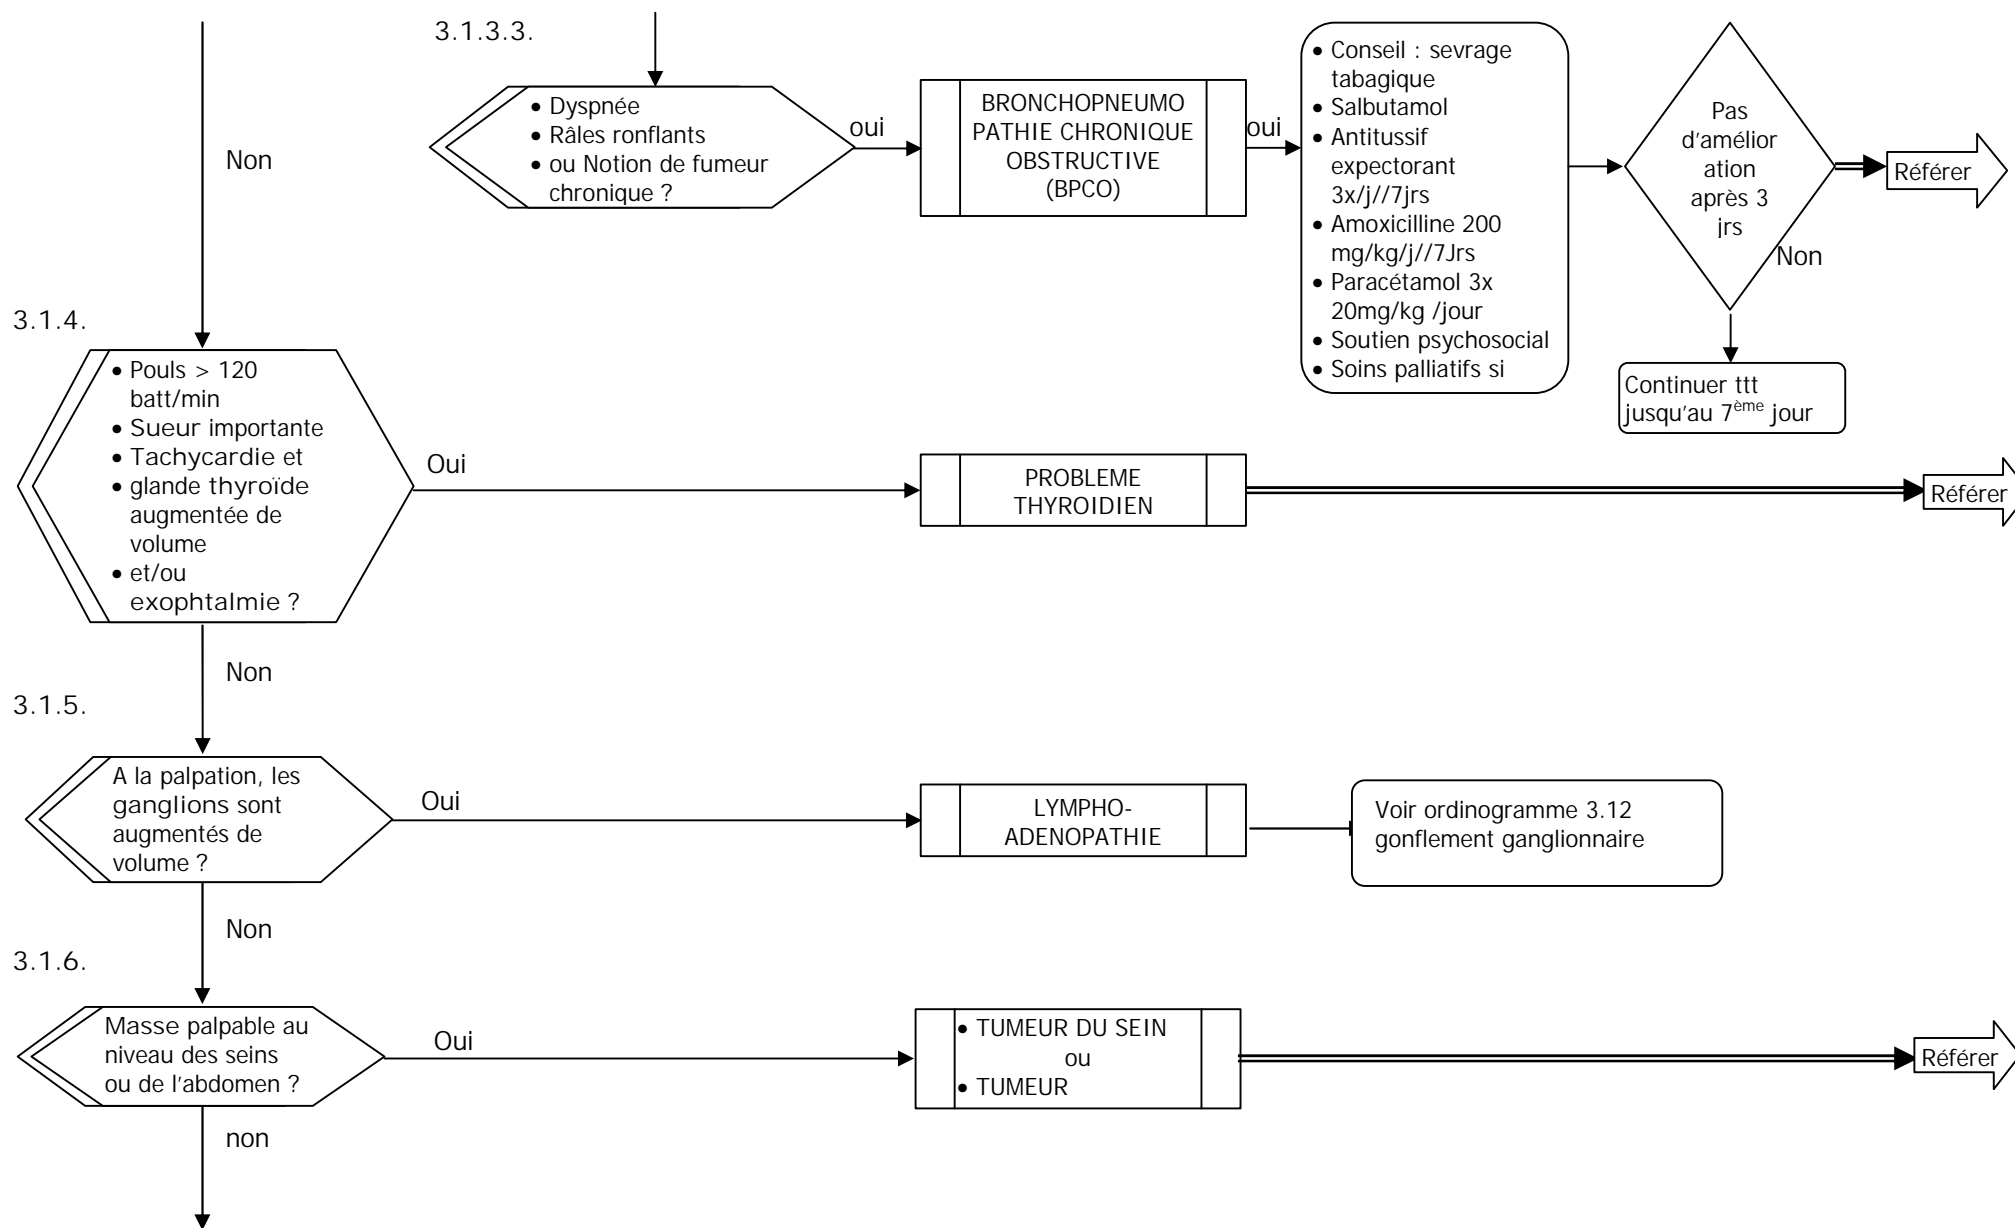 3.1.3.3.
Non
• Dyspnée
• Râles ronflants
• ou Notion de fumeur
chronique ?
oui
BRONCHOPNEUMO
PATHIE CHRONIQUE
OBSTRUCTIVE
(BPCO)
oui
• Conseil : sevrage
tabagique
• Salbutamol
• Antitussif
expectorant
3x/j//7jrs
• Amoxicilline 200
mg/kg/j//7Jrs
• Paracétamol 3x
20mg/kg /jour
• Soutien psychosocial
• Soins palliatifs si
Pas
d'amélior
ation
après 3
jrs
Référer
Non
Continuer ttt
jusqu'au 7ème jour
3.1.4.
• Pouls > 120
batt/min
• Sueur importante
• Tachycardie et
• glande thyroïde
augmentée de
volume
• et/ou
exophtalmie ?
Oui
PROBLEME
THYROIDIEN
Référer
Non
3.1.5.
A la palpation, les
ganglions sont
augmentés de
volume ?
Oui
LYMPHO-
ADENOPATHIE
Voir ordinogramme 3.12
gonflement ganglionnaire
Non
3.1.6.
Masse palpable au
niveau des seins
ou de l'abdomen ?
Oui
• TUMEUR DU SEIN
ou
• TUMEUR
Référer
non